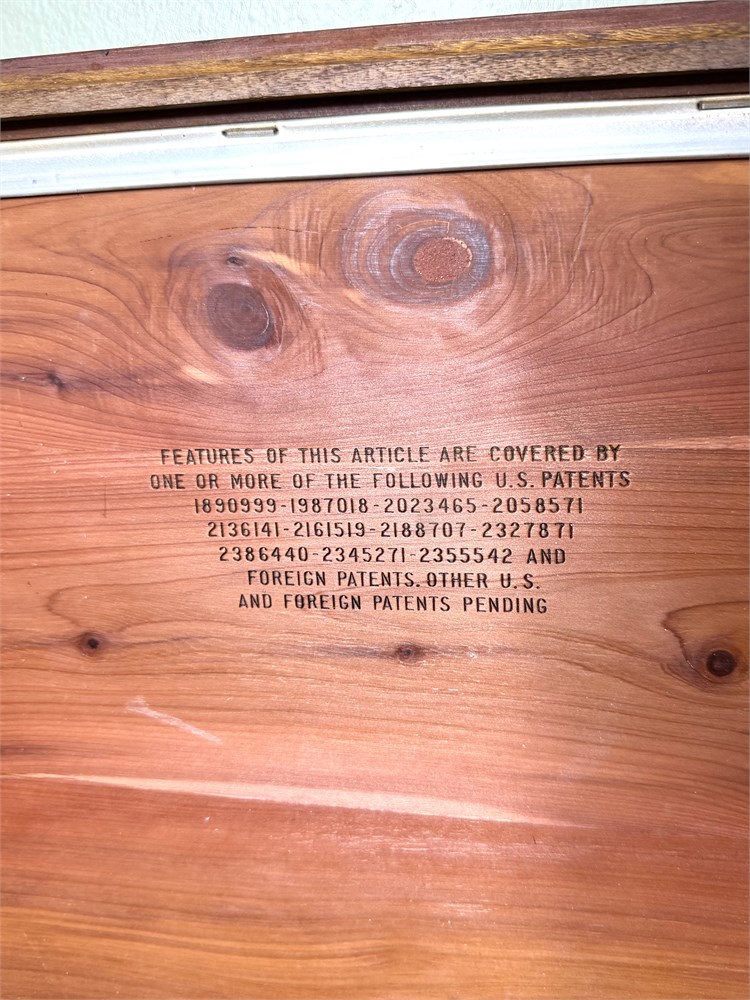 FEATURES OF THIS ARTICLE ARE COVERED BY
ONE OR MORE OF THE FOLLOWING U.S. PATENTS
1890999-1987018-2023465-2058571
2136141-2161519-2188707-2327871
2386440-2345271-2355542 AND
FOREIGN PATENTS. OTHER U.S.
AND FOREIGN PATENTS PENDING